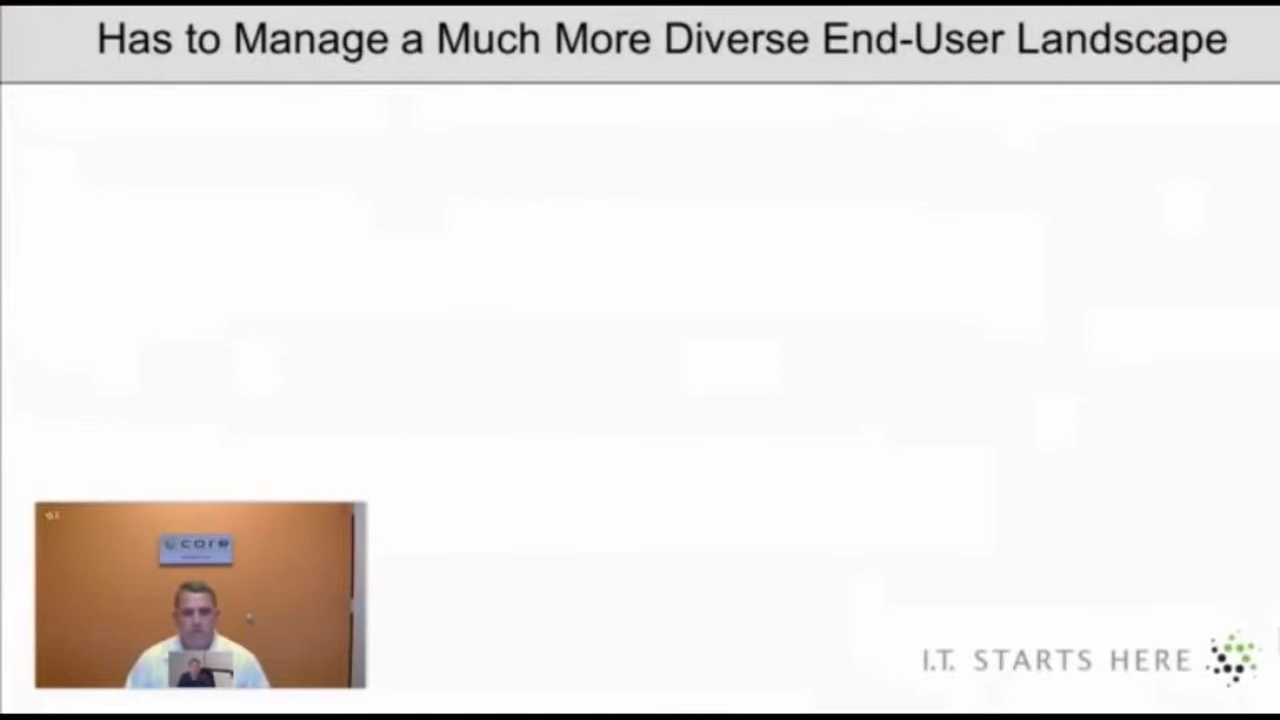 Has to Manage a Much More Diverse End-User Landscape
core
I.T. STARTS HERE